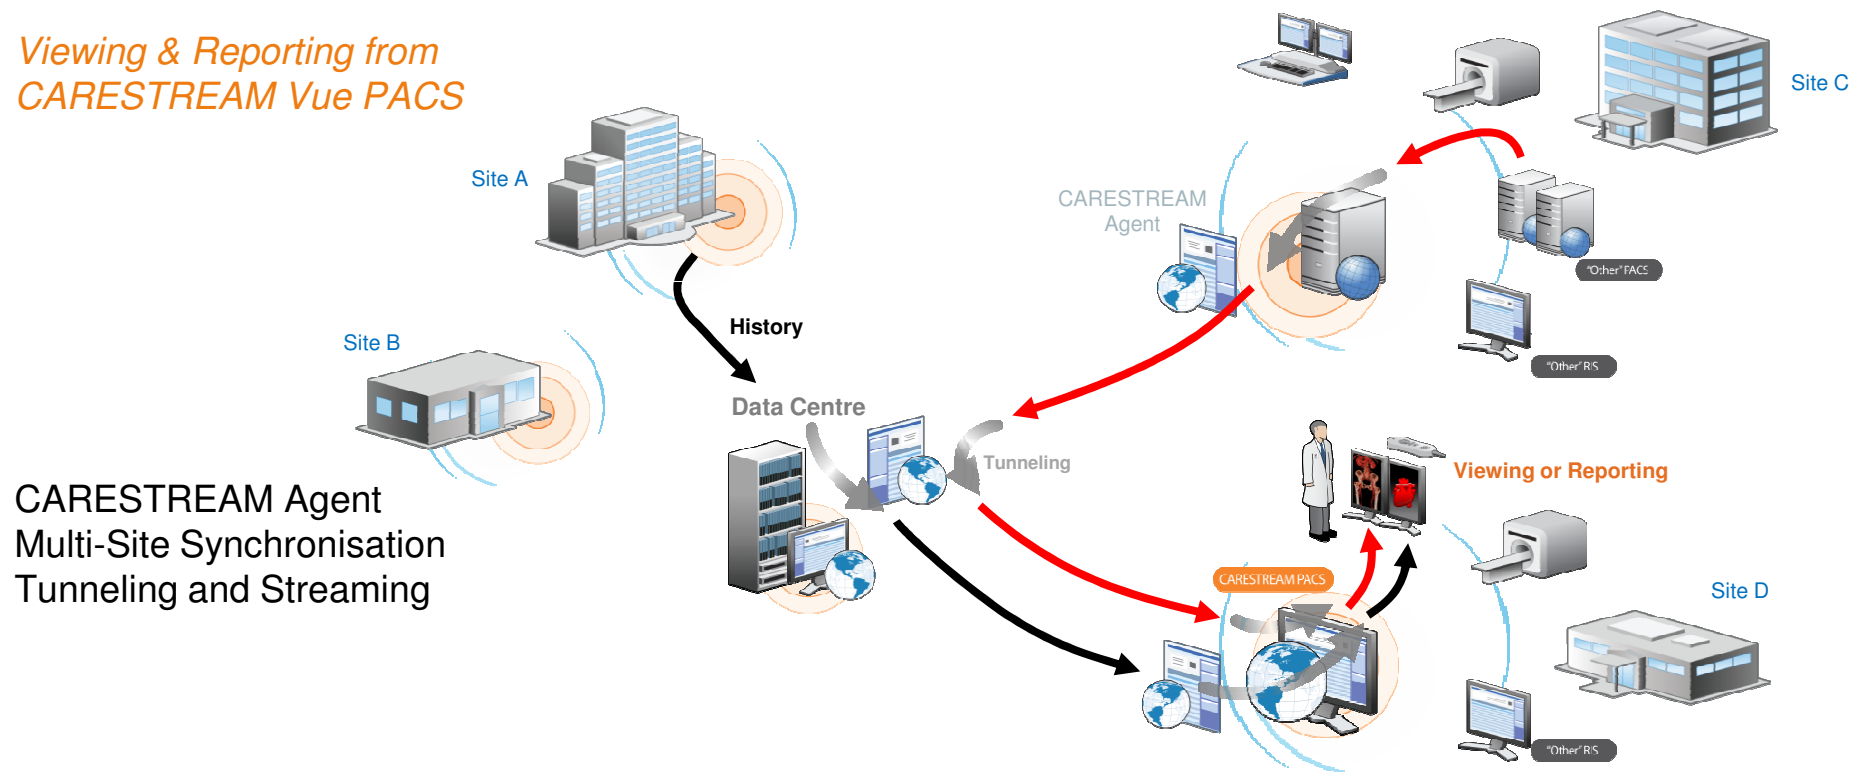 Viewing & Reporting from
CARESTREAM Vue PACS
Site C
Site A
CARESTREAM
Agent
"Other" PACS
History
Site B
"Other" RIS
Data Centre
Tunneling
Viewing or Reporting
CARESTREAM Agent
Multi-Site Synchronisation
Tunneling and Streaming
CARESTREAM PACS
Site D
"Other" RIS